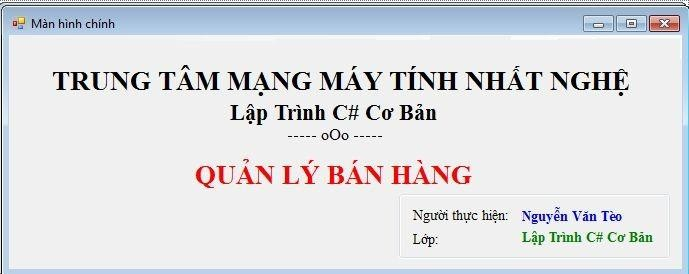 Màn hình chính
TRUNG TÂM MẠNG MÁY TÍNH NHẤT NGHỆ
Lập Trình C# Cơ Bản
----- oOo -----
QUẢN LÝ BÁN HÀNG
Người thực hiện: Nguyễn Văn Tèo
Lớp: Lập Trình C# Cơ Bản